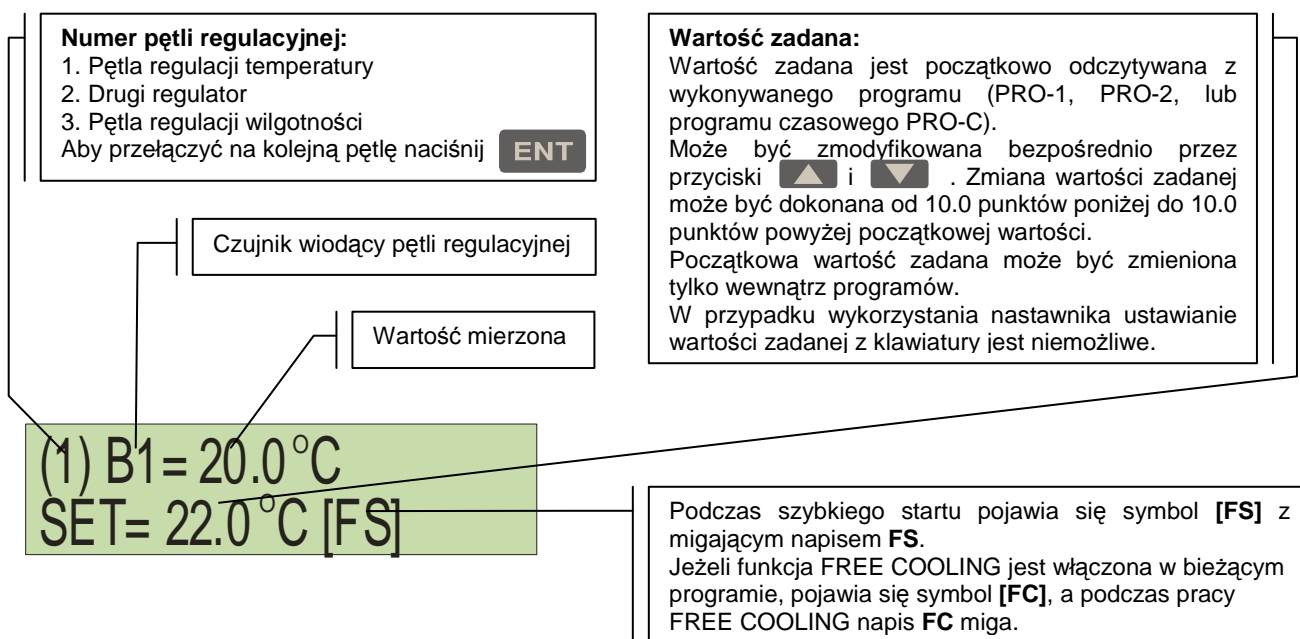 Numer pętli regulacyjnej:
1. Pętla regulacji temperatury
2. Drugi regulator
3. Pętla regulacji wilgotności
Aby przełączyć na kolejną pętlę naciśnij ENT
Wartość zadana:
Wartość zadana jest początkowo odczytywana z
wykonywanego programu (PRO-1, PRO-2, lub
programu czasowego PRO-C).
Może być zmodyfikowana bezpośrednio przez
przyciski ▲ i ▼ . Zmiana wartości zadanej
może być dokonana od 10.0 punktów poniżej do 10.0
punktów powyżej początkowej wartości.
Początkowa wartość zadana może być zmieniona
tylko wewnątrz programów.
W przypadku wykorzystania nastawnika ustawianie
wartości zadanej z klawiatury jest niemożliwe.
Czujnik wiodący pętli regulacyjnej
Wartość mierzona
(1) B1= 20.0°C
SET= 22.0°C [FS]
Podczas szybkiego startu pojawia się symbol [FS] z
migającym napisem FS.
Jeżeli funkcja FREE COOLING jest włączona w bieżącym
programie, pojawia się symbol [FC], a podczas pracy
FREE COOLING napis FC miga.